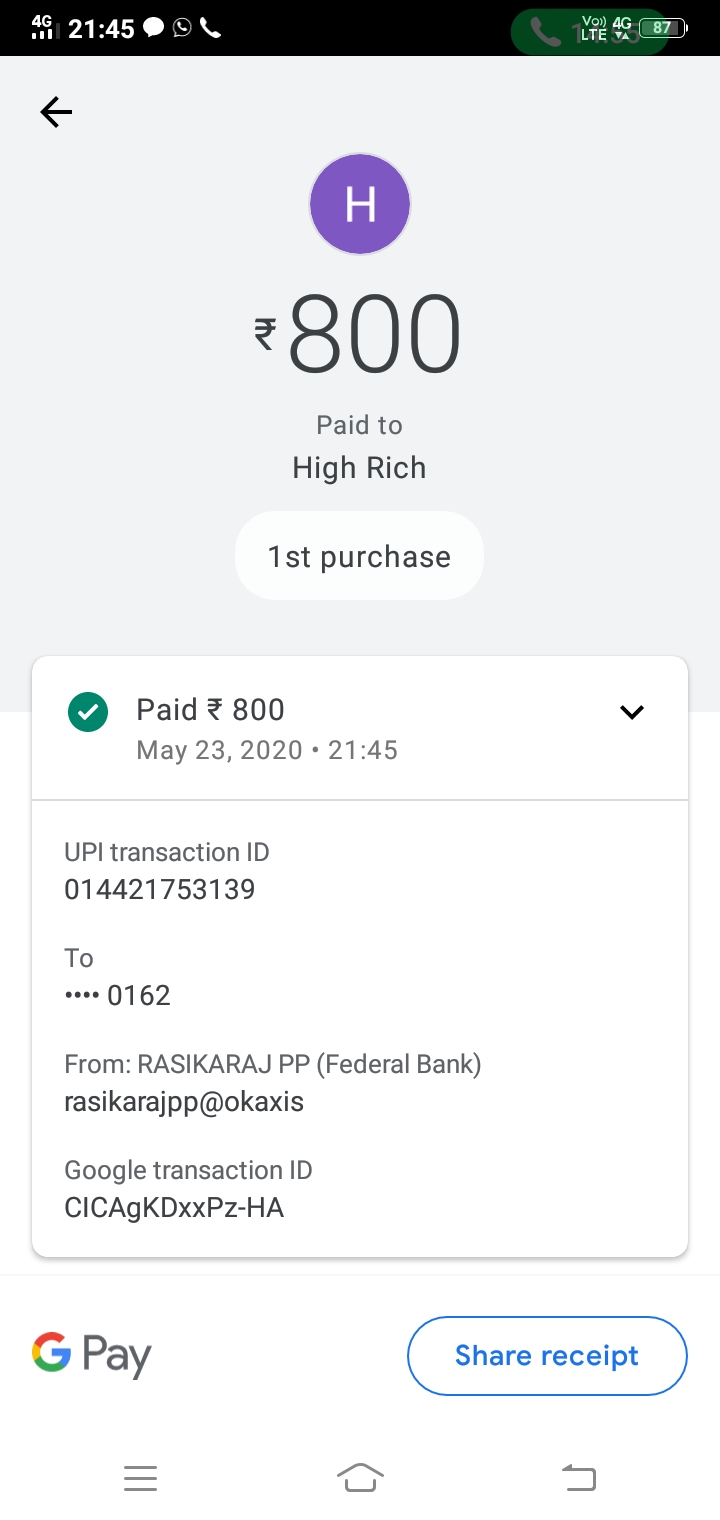 4G 21:45 Vo)) 4G 87
LTE
H
₹800
Paid to
High Rich
1st purchase
Paid ₹ 800
May 23, 2020 • 21:45
UPI transaction ID
014421753139
To
•••• 0162
From: RASIKARAJ PP (Federal Bank)
rasikarajpp@okaxis
Google transaction ID
CICAgKDxxPz-HA
G Pay
Share receipt